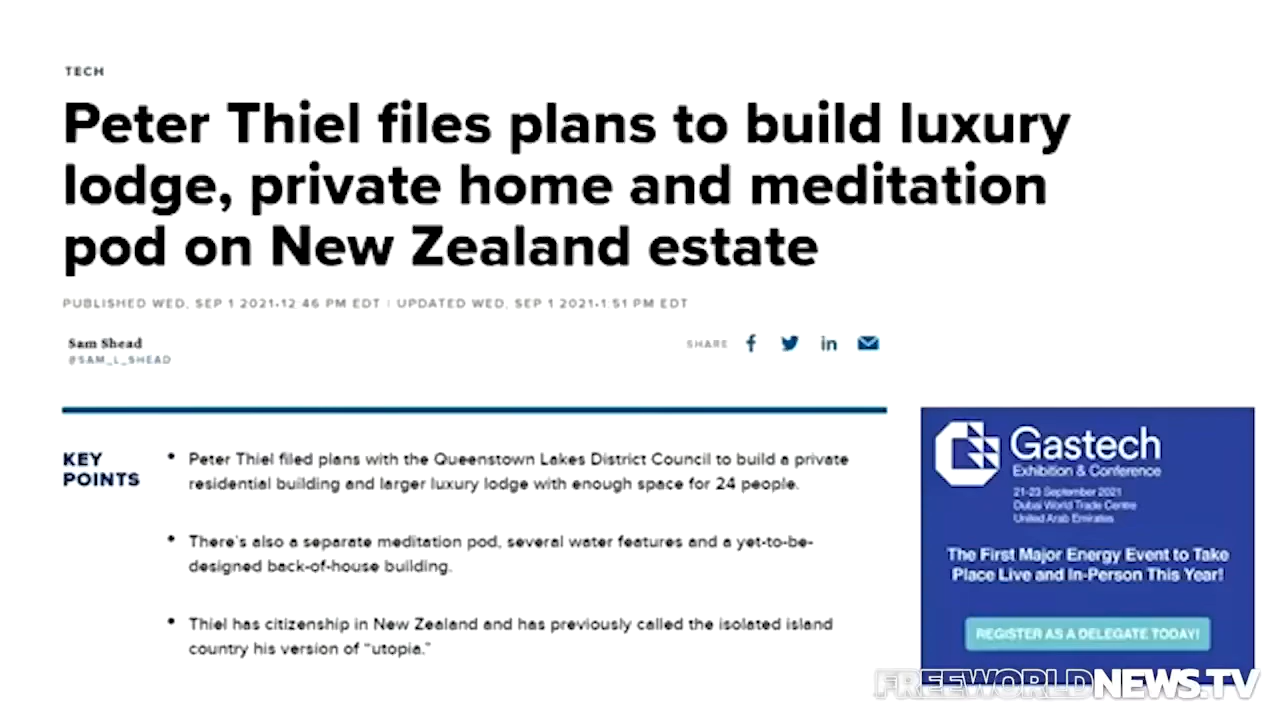 TECH
Peter Thiel files plans to build luxury
lodge, private home and meditation
pod on New Zealand estate
PUBLISHED WED, SEP 1 2021•12:46 PM EDT | UPDATED WED, SEP 1 2021•1:51 PM EDT
Sam Shead
@SAM_L_SHEAD
SHARE
KEY
POINTS
• Peter Thiel filed plans with the Queenstown Lakes District Council to build a private
residential building and larger luxury lodge with enough space for 24 people.
• There's also a separate meditation pod, several water features and a yet-to-be-
designed back-of-house building.
• Thiel has citizenship in New Zealand and has previously called the isolated island
country his version of “utopia.”
Gastech
Exhibition & Conference
21-23 September 2021
Dubai World Trade Centre
United Arab Emirates
The First Major Energy Event to Take
Place Live and In-Person This Year!
REGISTER AS A DELEGATE TODAY!
FREEWORLDNEWS.TV